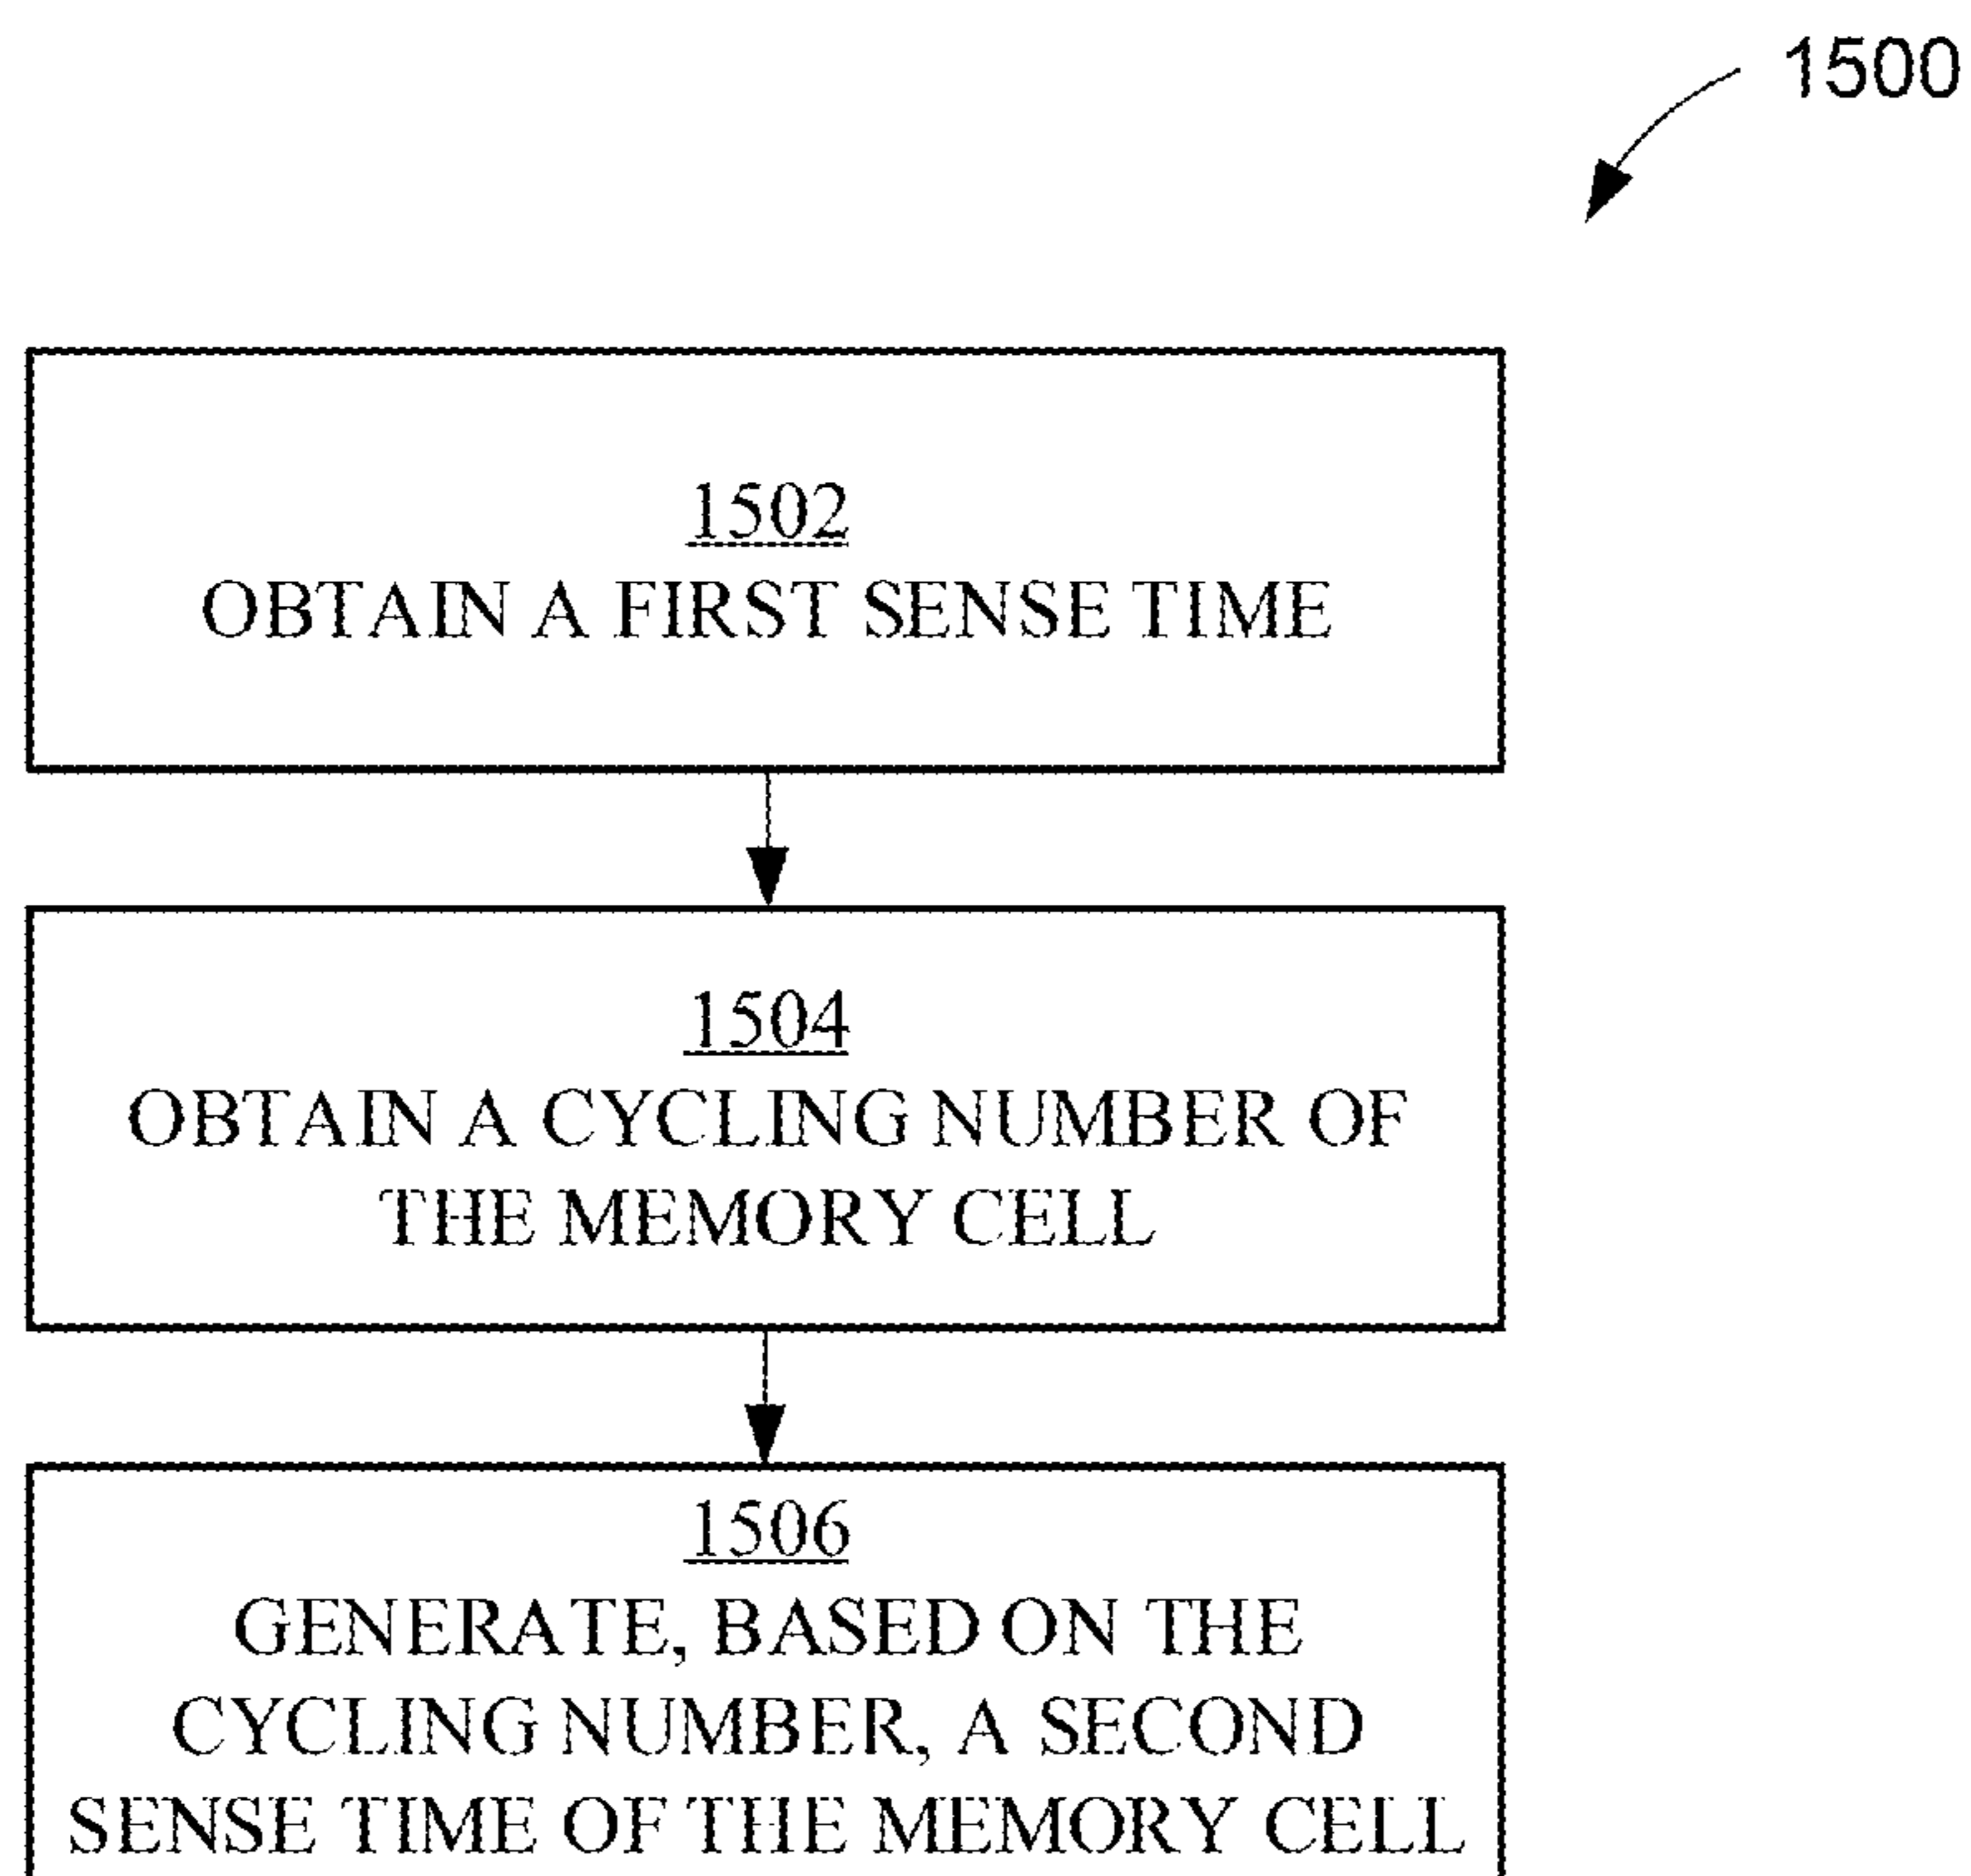 1500
1502
OBTAIN A FIRST SENSE TIME
1504
OBTAIN A CYCLING NUMBER OF
THE MEMORY CELL
1506
GENERATE, BASED ON THE
CYCLING NUMBER, A SECOND
SENSE TIME OF THE MEMORY CELL